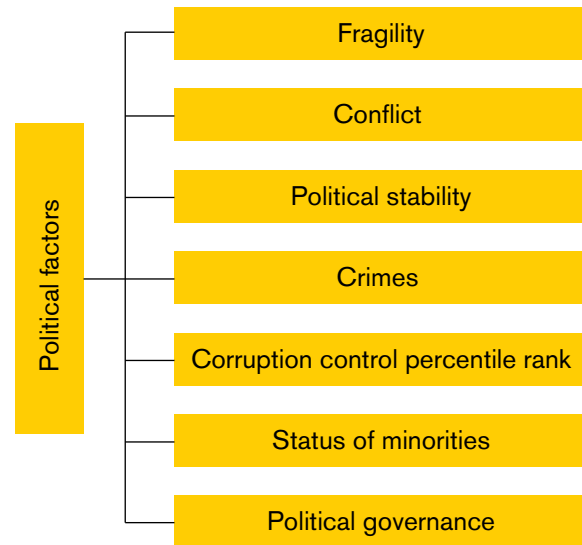 Political factors
Fragility
Conflict
Political stability
Crimes
Corruption control percentile rank
Status of minorities
Political governance